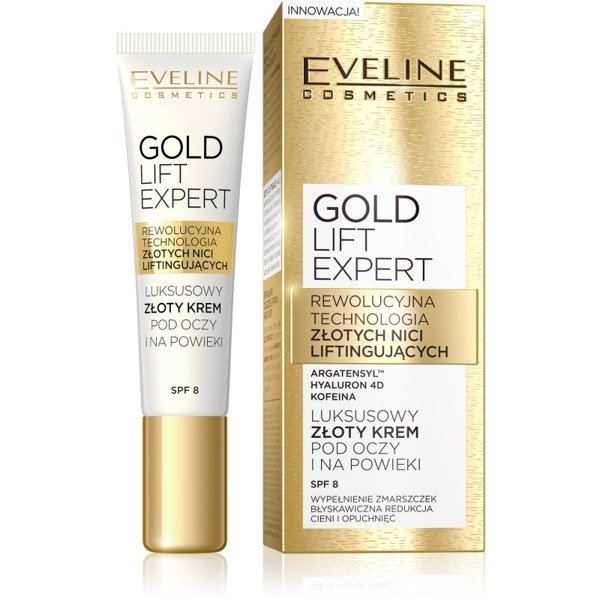 EVELINE
COSMETICS
GOLD
LIFT
EXPERT
REWOLUCYJNA
TECHNOLOGIA
ZŁOTYCH NICI
LIFTINGUJĄCYCH
LUKSUSOWY
ZŁOTY KREM
POD OCZY
I NA POWIEKI
SPF 8
INNOWACJA!
EVELINE
COSMETICS
GOLD
LIFT
EXPERT
REWOLUCYJNA
TECHNOLOGIA
ZŁOTYCH NICI
LIFTINGUJĄCYCH
ARGATENSYL™
HYALURON 4D
KOFEINA
LUKSUSOWY
ZŁOTY KREM
POD OCZY
I NA POWIEKI
SPF 8
WYPEŁNIENIE ZMARSZCZEK
BŁYSKAWICZNA REDUKCJA
CIENI I OPUCHNIĘĆ